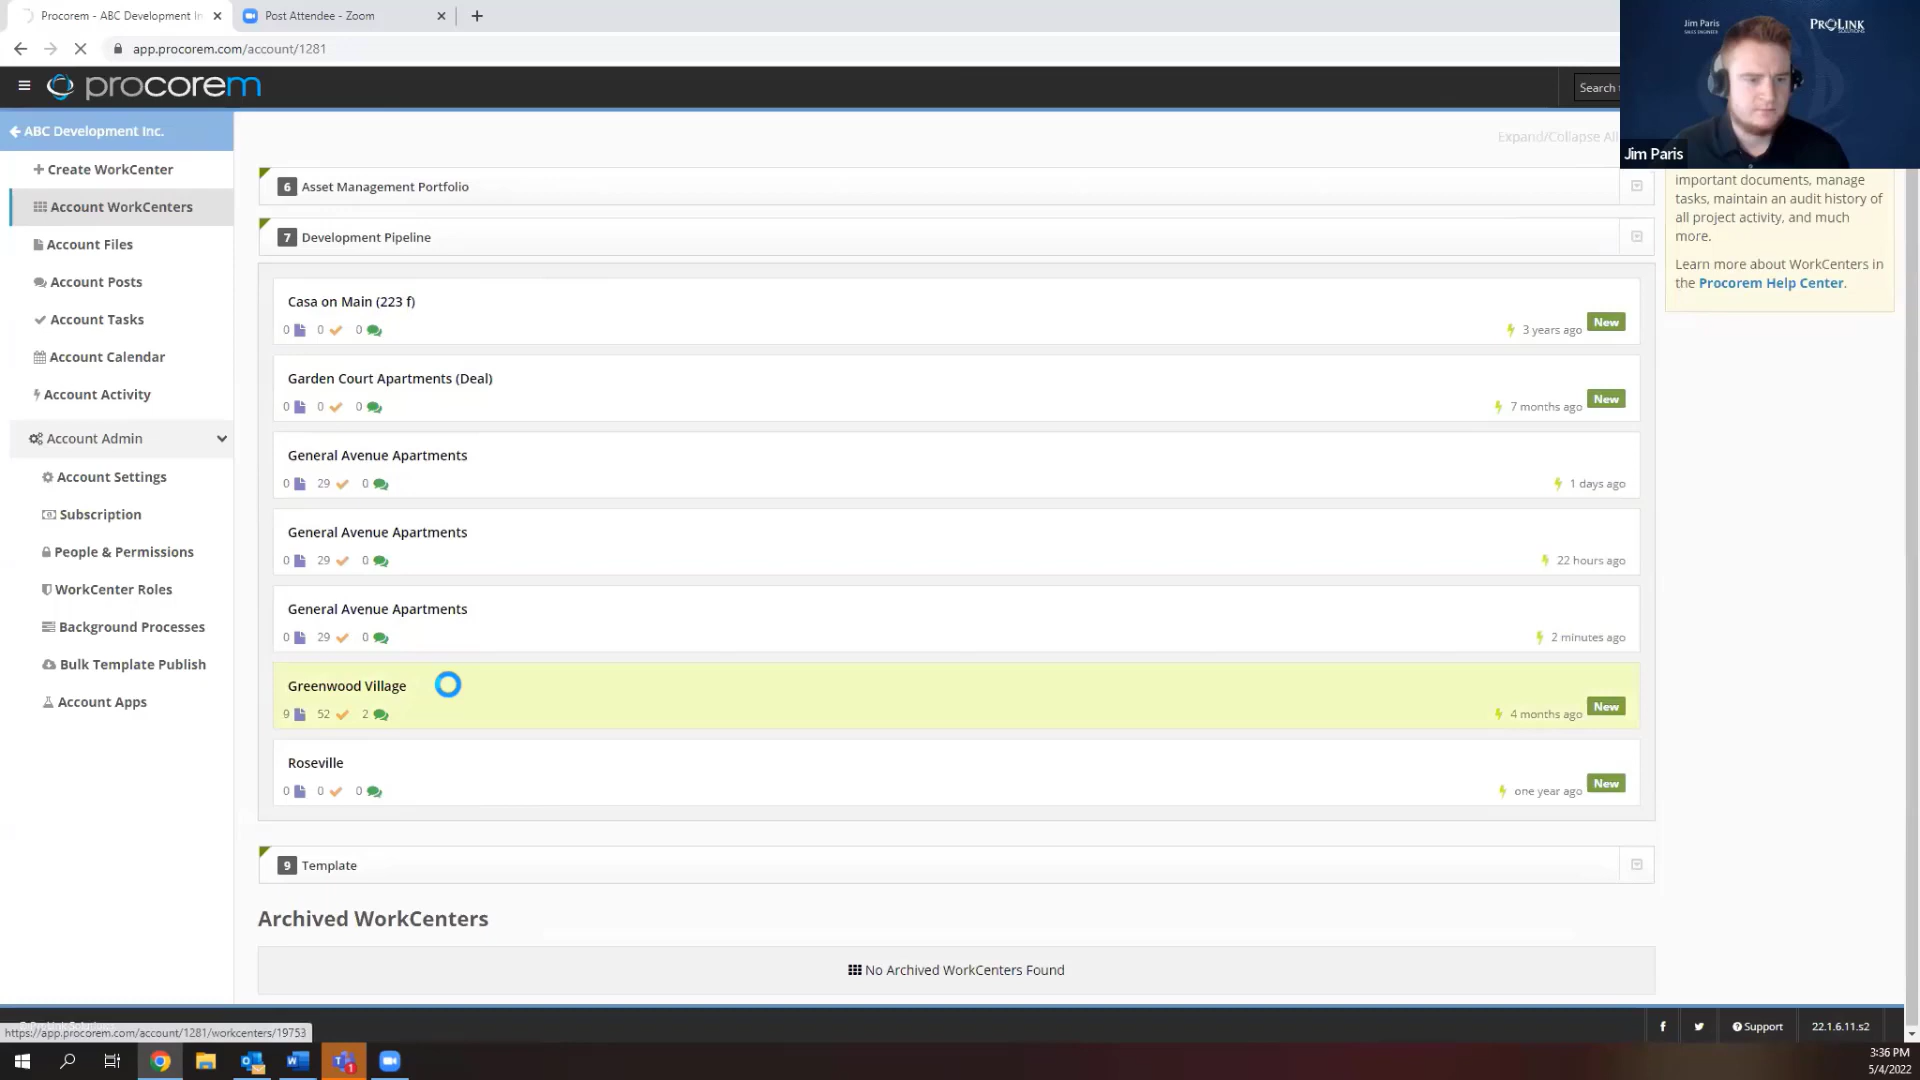 Procorem - ABC Development In
Post Attendee - Zoom
app.procorem.com/account/1281
procorem
Search
Jim Paris
PROLINK
SOLUTIONS
Jim Paris
ABC Development Inc.
Create WorkCenter
Account WorkCenters
Account Files
Account Posts
Account Tasks
Account Calendar
Account Activity
Account Admin
Account Settings
Subscription
People & Permissions
WorkCenter Roles
Background Processes
Bulk Template Publish
Account Apps
Expand/Collapse All
6 Asset Management Portfolio
7 Development Pipeline
Casa on Main (223 f)
0 0 0
3 years ago New
Garden Court Apartments (Deal)
0 0 0
7 months ago New
General Avenue Apartments
0 29 0
1 days ago
General Avenue Apartments
0 29 0
22 hours ago
General Avenue Apartments
0 29 0
2 minutes ago
Greenwood Village
9 52 2
4 months ago New
Roseville
0 0 0
one year ago New
9 Template
Archived WorkCenters
No Archived WorkCenters Found
important documents, manage
tasks, maintain an audit history of
all project activity, and much
more.
Learn more about WorkCenters in
the Procorem Help Center.
https://app.procorem.com/account/1281/workcenters/19753
Support
22.1.6.11.s2
1
3:36 PM
5/4/2022